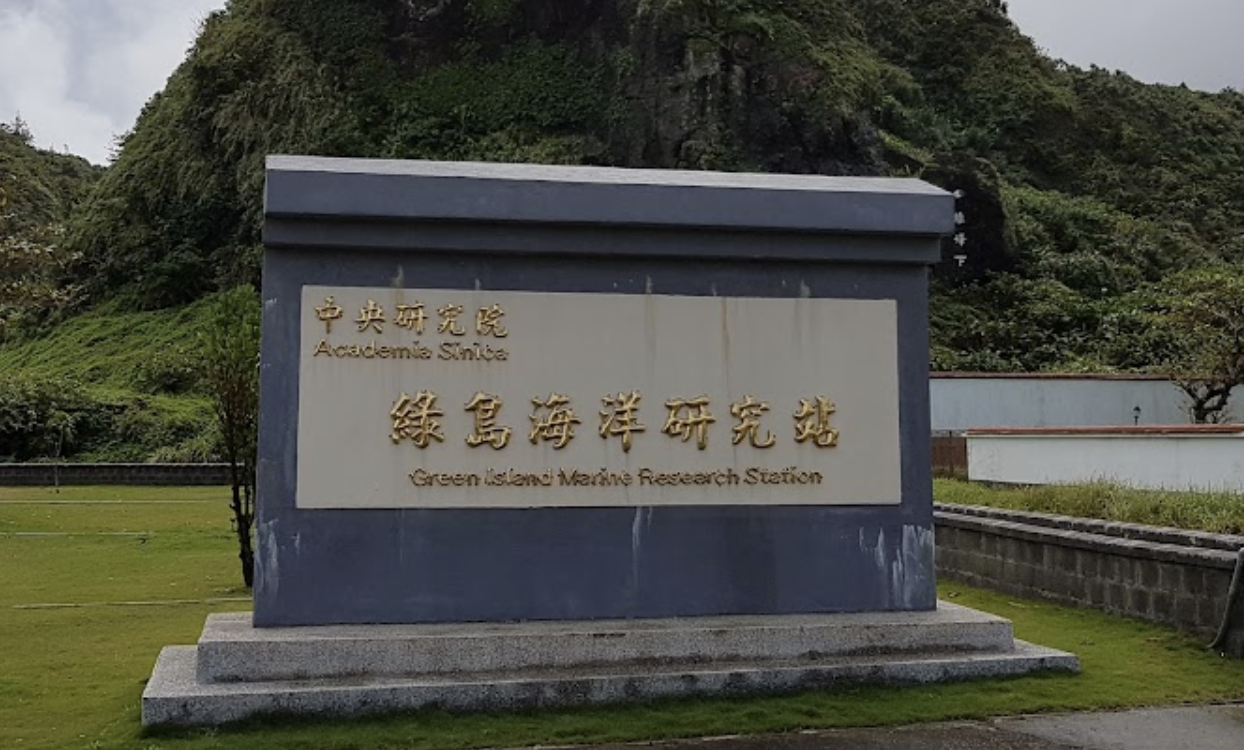 中央研究院
Academia Sinica
綠島海洋研究站
Green Island Marine Research Station